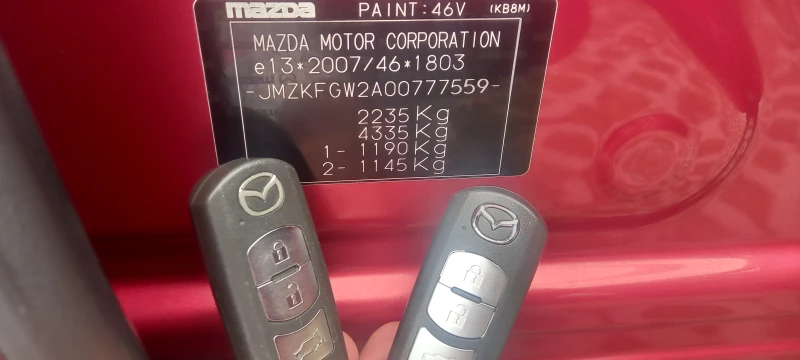 mazda PAINT:46V (KB8M)
MAZDA MOTOR CORPORATION
e13*2007/46*1803
-JMZKFGW2A00777559-
2235Kg
4335Kg
1- 1190Kg
2- 1145Kg